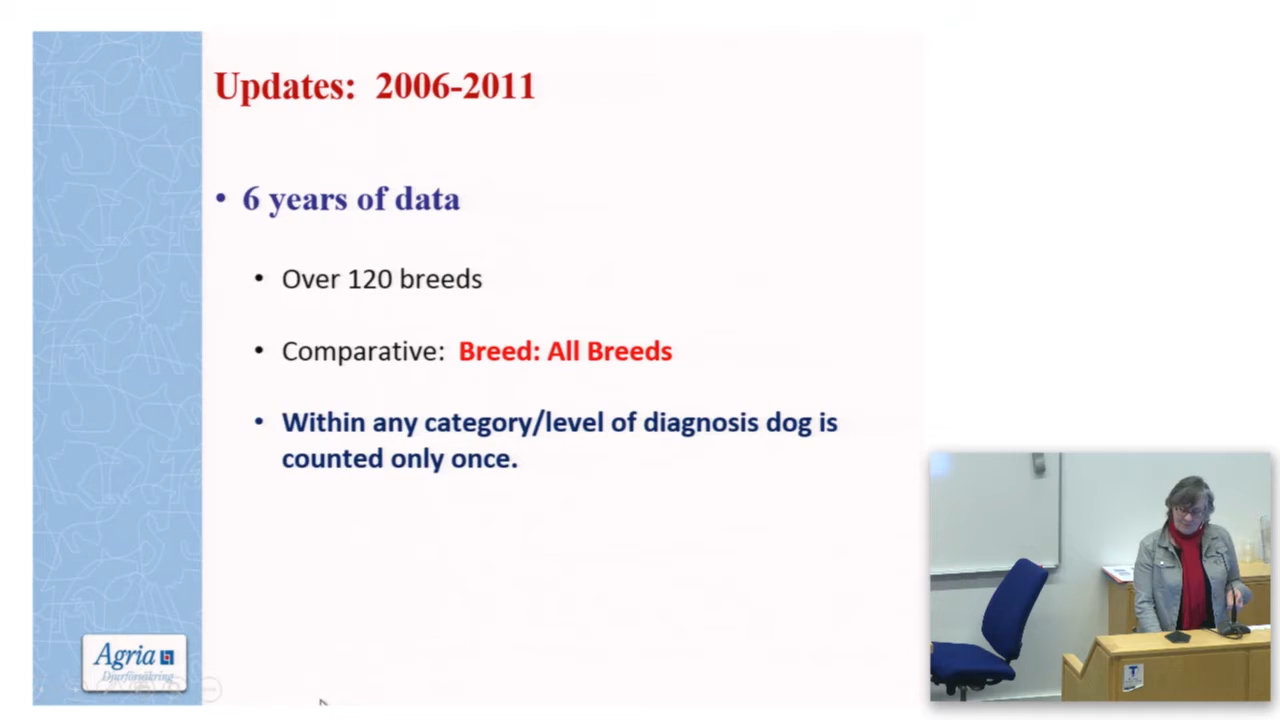 Updates: 2006-2011
• 6 years of data
• Over 120 breeds
• Comparative: Breed: All Breeds
• Within any category/level of diagnosis dog is
counted only once.
Agria
Djurförsäkring